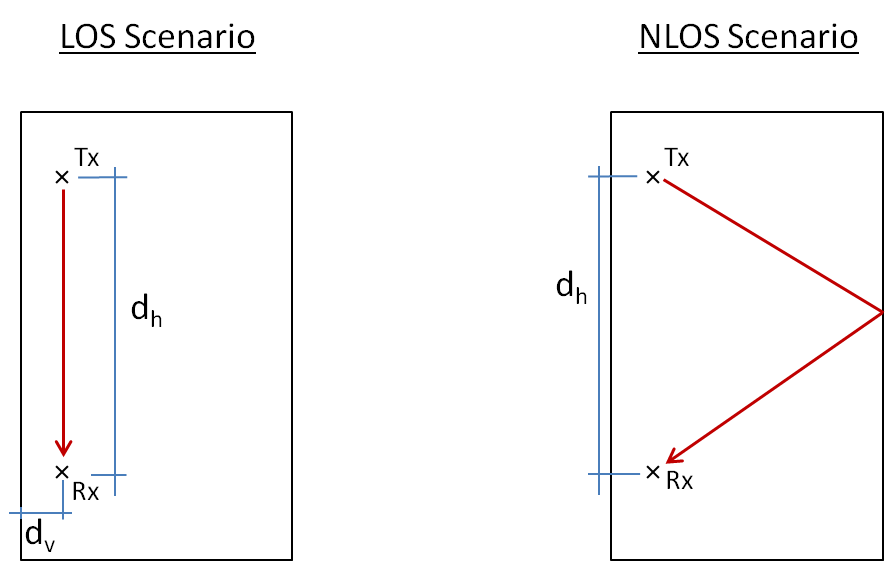 LOS Scenario
Tx
dh
Rx
dv
NLOS Scenario
Tx
dh
Rx